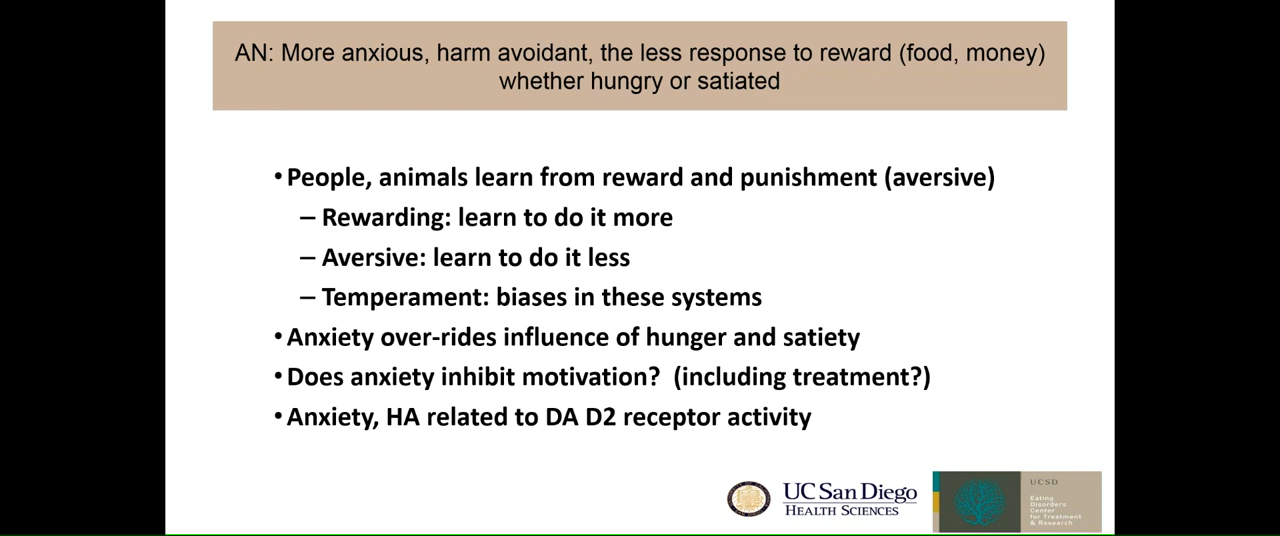 AN: More anxious, harm avoidant, the less response to reward (food, money)
whether hungry or satiated
•People, animals learn from reward and punishment (aversive)
– Rewarding: learn to do it more
– Aversive: learn to do it less
– Temperament: biases in these systems
•Anxiety over-rides influence of hunger and satiety
•Does anxiety inhibit motivation? (including treatment?)
•Anxiety, HA related to DA D2 receptor activity
UC San Diego
HEALTH SCIENCES
UCSD
Eating
Disorders
Center
for Treatment
& Research